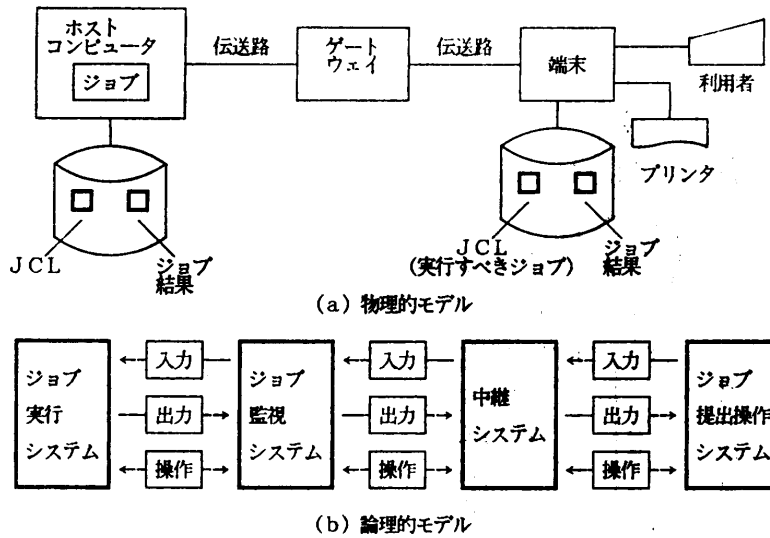 ホスト
コンピュータ
ジョブ
伝送路
ゲート
ウェイ
伝送路
端末
利用者
プリンタ
JCL
ジョブ
結果
JCL
(実行すべきジョブ)
ジョブ
結果
(a) 物理的モデル
ジョブ
実行
システム
入力
出力
操作
ジョブ
監視
システム
入力
出力
操作
中継
システム
入力
出力
操作
ジョブ
提出操作
システム
(b) 論理的モデル